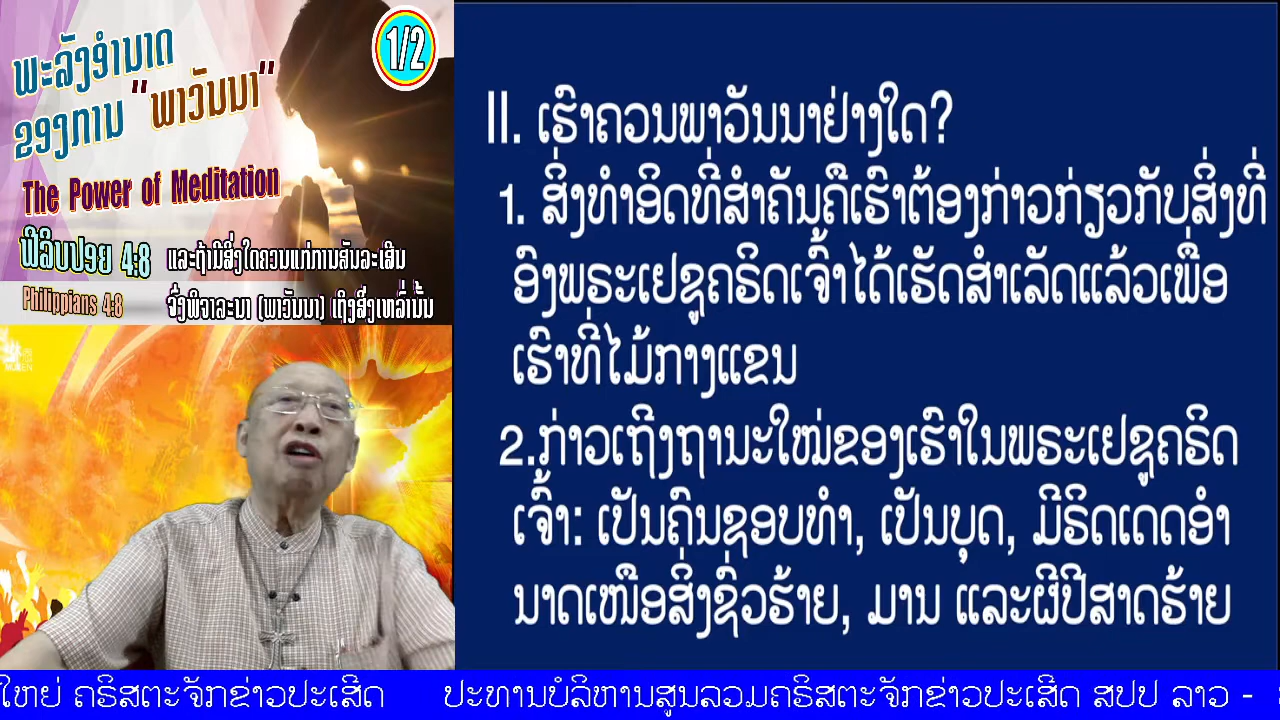 ພະລັງອຳນາດ
ຂອງການ "ພາວັນນາ"
1/2
The Power of Meditation
ຟີລິບປອຍ 4:8 ແລະຖ້າມີສິ່ງໃດຄວນແກ່ການສັນລະເສີນ
Philippians 4:8 ຈົ່ງພິຈາລະນາ (ພາວັນນາ) ເຖິງສິ່ງເຫລົ່ານັ້ນ
II. ເຮົາຄວນພາວັນນາຢ່າງໃດ?
1. ສິ່ງທຳອິດທີ່ສຳຄັນຄືເຮົາຕ້ອງກ່າວກ່ຽວກັບສິ່ງທີ່
ອົງພຣະເຢຊູຄຣິດເຈົ້າໄດ້ເຮັດສຳເລັດແລ້ວເພື່ອ
ເຮົາທີ່ໄມ້ກາງແຂນ
2.ກ່າວເຖິງຖານະໃໝ່ຂອງເຮົາໃນພຣະເຢຊູຄຣິດ
ເຈົ້າ: ເປັນຄົນຊອບທຳ, ເປັນບຸດ, ມີຣິດເດດອຳ
ນາດເໜືອສິ່ງຊົ່ວຮ້າຍ, ມານ ແລະຜີປີສາດຮ້າຍ
ໃຫຍ່ ຄຣິສຕະຈັກຂ່າວປະເສີດ ປະທານບໍລິຫານສູນລວມຄຣິສຕະຈັກຂ່າວປະເສີດ ສປປ ລາວ -